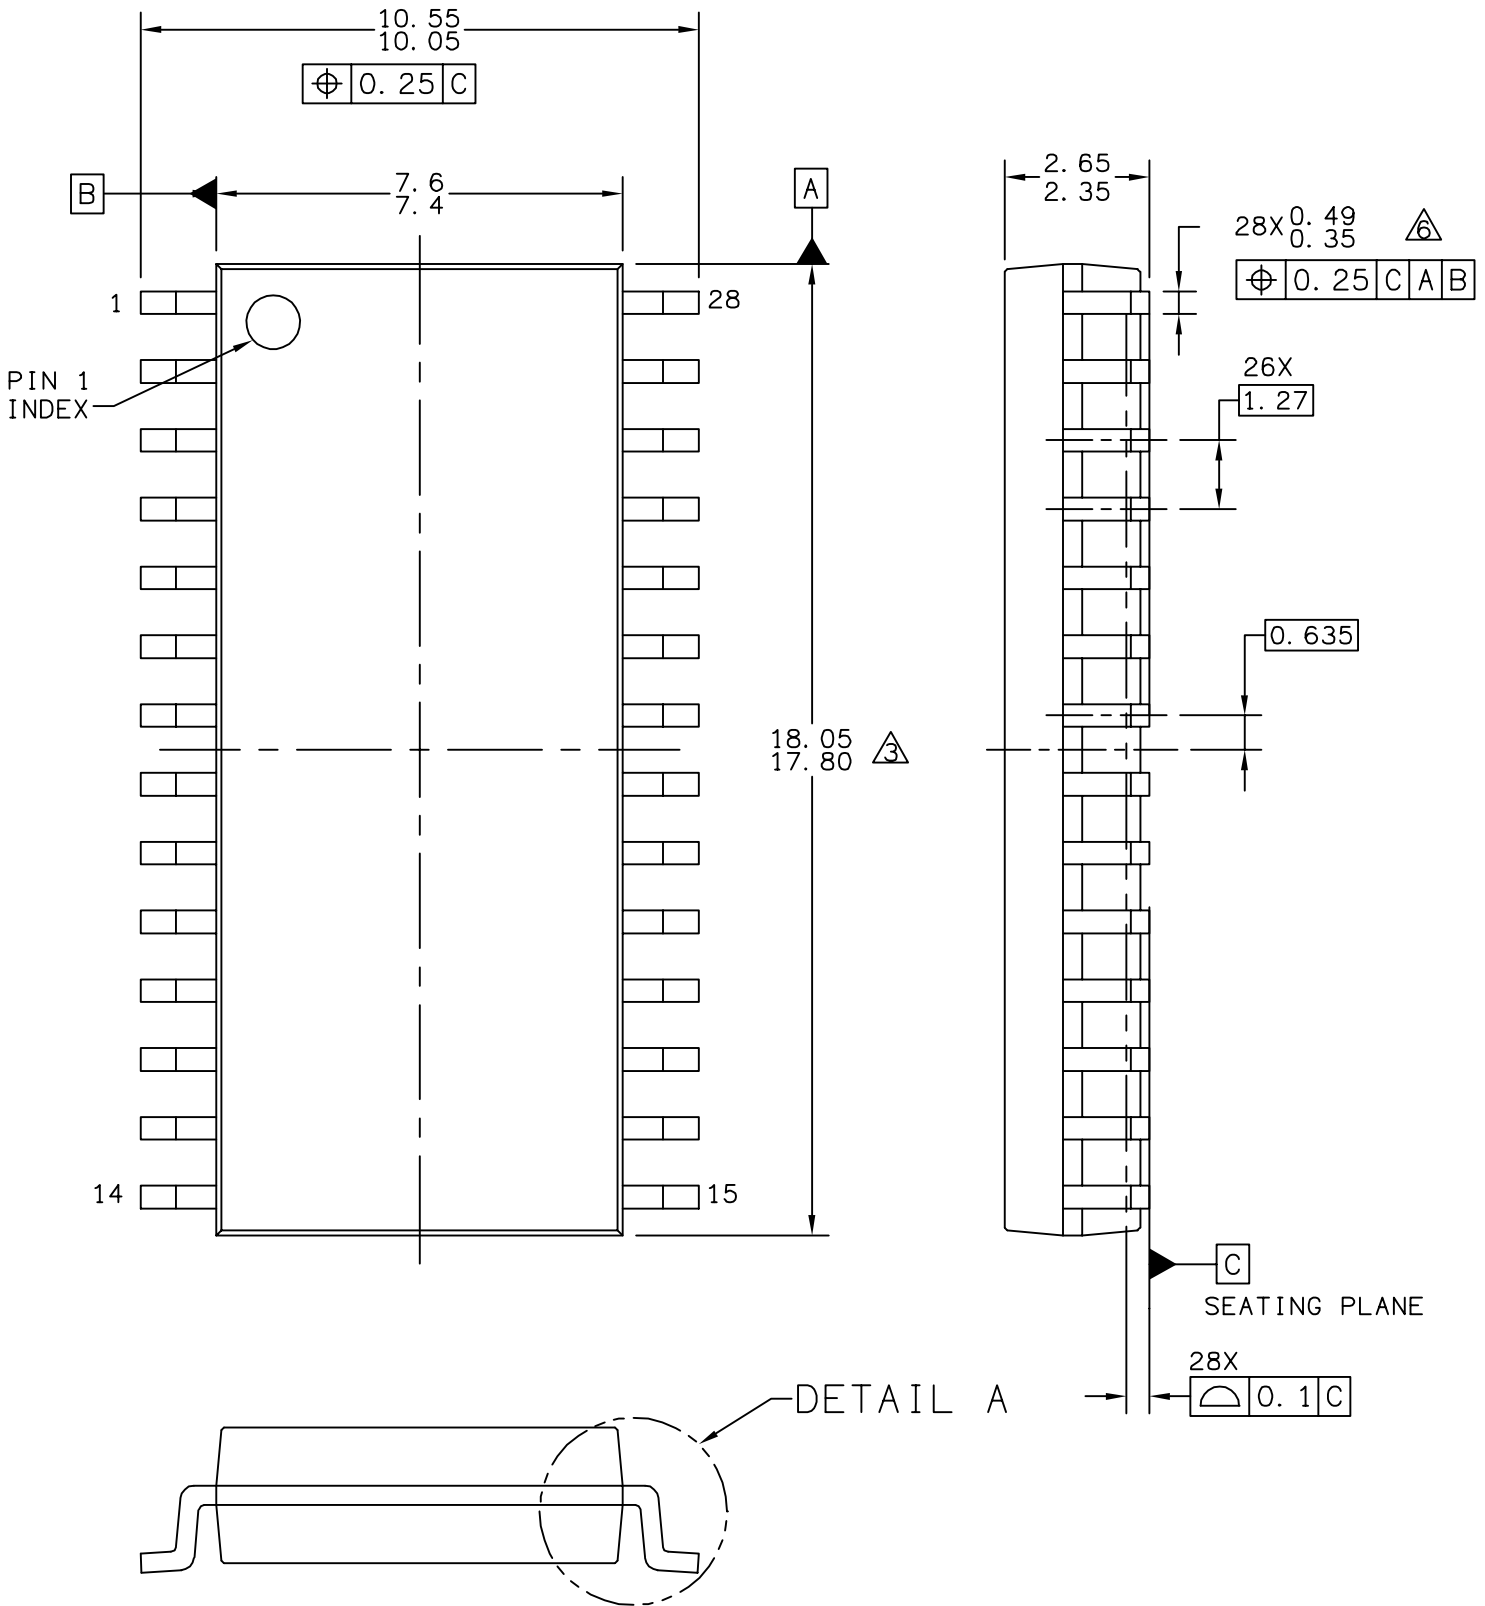 10.55
10.05
0.25 C
B
7.6
7.4
A
2.65
2.35
28X 0.49
0.35
6
0.25 C A B
1
28
PIN 1
INDEX
26X
1.27
0.635
18.05
17.80
3
14
15
C
SEATING PLANE
28X
0.1 C
DETAIL A